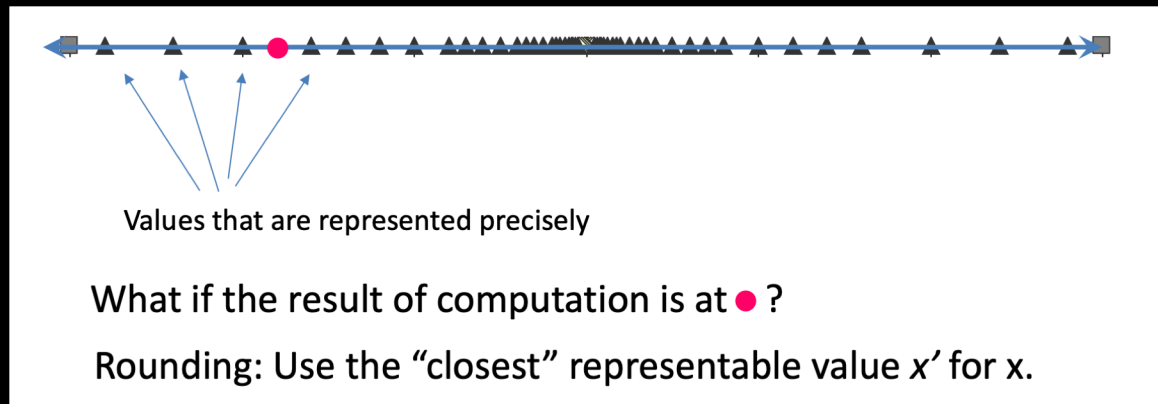 Values that are represented precisely
What if the result of computation is at ?
Rounding: Use the “closest” representable value x’ for x.